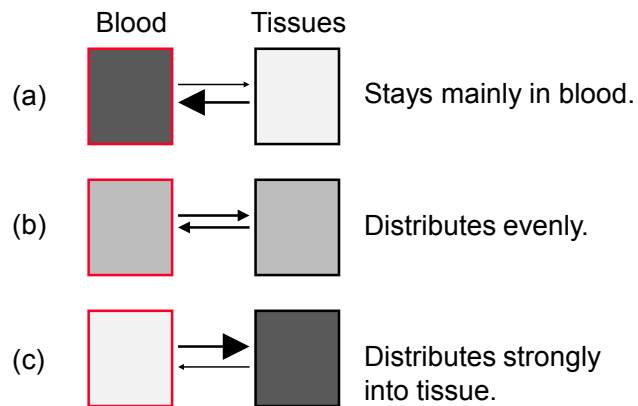 Blood Tissues
(a) Stays mainly in blood.
(b) Distributes evenly.
(c) Distributes strongly
into tissue.